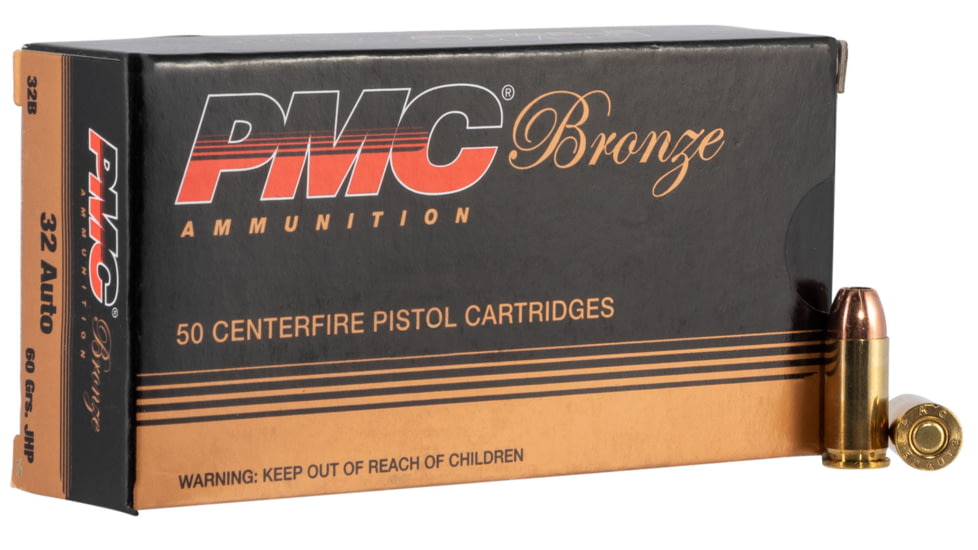 PMC® Bronze
AMMUNITION
50 CENTERFIRE PISTOL CARTRIDGES
WARNING: KEEP OUT OF REACH OF CHILDREN
32B
32 Auto
60 Grs. JHP
PMC®
AMMUNITION
Bronze